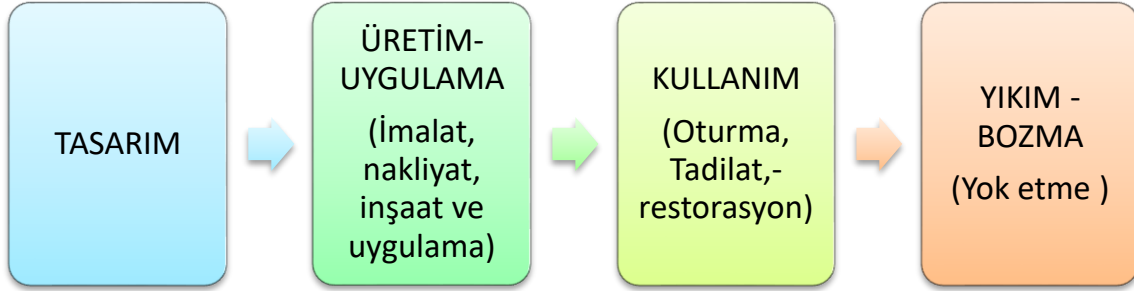 TASARIM
ÜRETİM-
UYGULAMA
(İmalat,
nakliyat,
inşaat ve
uygulama)
KULLANIM
(Oturma,
Tadilat,-
restorasyon)
YIKIM -
BOZMA
(Yok etme )